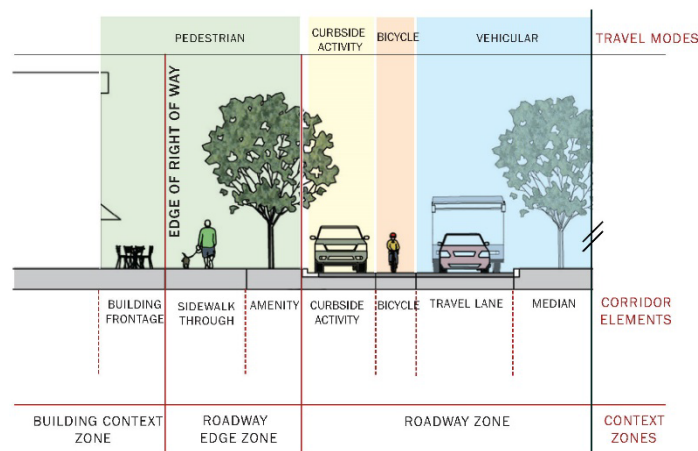 PEDESTRIAN
CURBSIDE
ACTIVITY
BICYCLE
VEHICULAR
TRAVEL MODES
EDGE OF RIGHT OF WAY
BUILDING
FRONTAGE
SIDEWALK
THROUGH
AMENITY
CURBSIDE
ACTIVITY
BICYCLE
TRAVEL LANE
MEDIAN
CORRIDOR
ELEMENTS
BUILDING CONTEXT
ZONE
ROADWAY
EDGE ZONE
ROADWAY ZONE
CONTEXT
ZONES